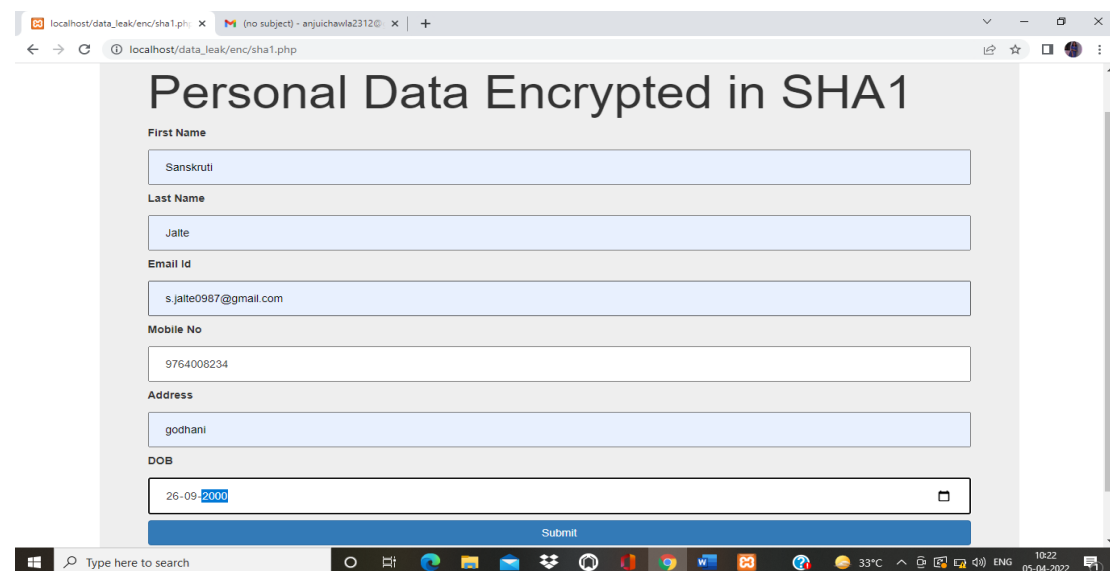 localhost/data_leak/enc/sha1.ph
(no subject) - anjuichawla2312@
localhost/data_leak/enc/sha1.php
Personal Data Encrypted in SHA1
First Name
Sanskruti
Last Name
Jalte
Email Id
s.jalte0987@gmail.com
Mobile No
9764008234
Address
godhani
DOB
26-09-2000
Submit
Type here to search
33°C
ENG
10:22
05-04-2022